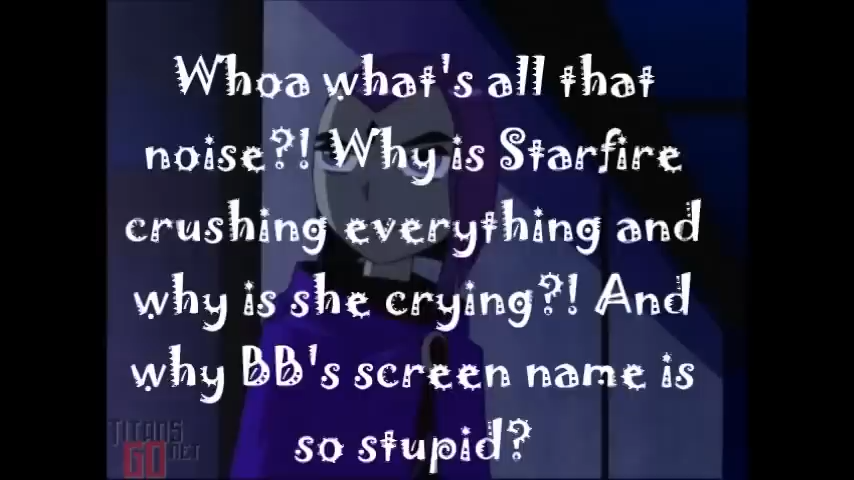 Whoa what's all that
noise?! Why is Starfire
crushing everything and
why is she crying?! And
why BB's screen name is
so stupid?
TITANS
GO.NET